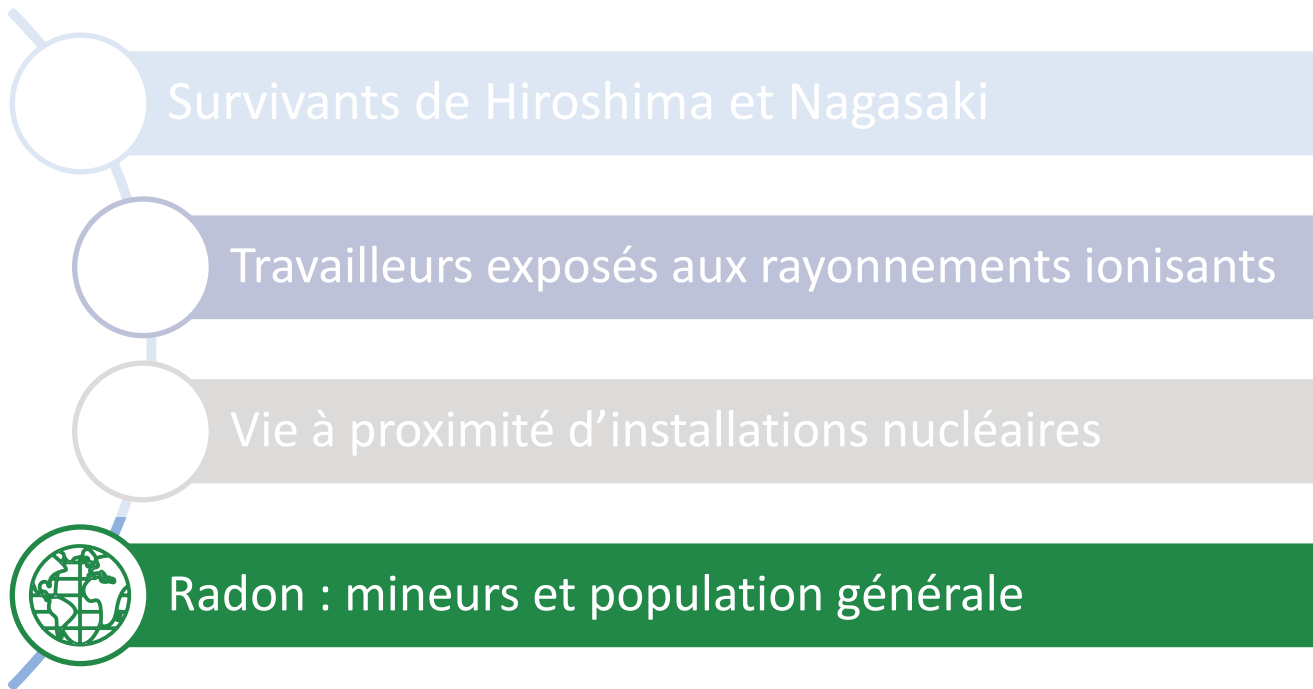 Survivants de Hiroshima et Nagasaki
Travailleurs exposés aux rayonnements ionisants
Vie à proximité d’installations nucléaires
Radon : mineurs et population générale